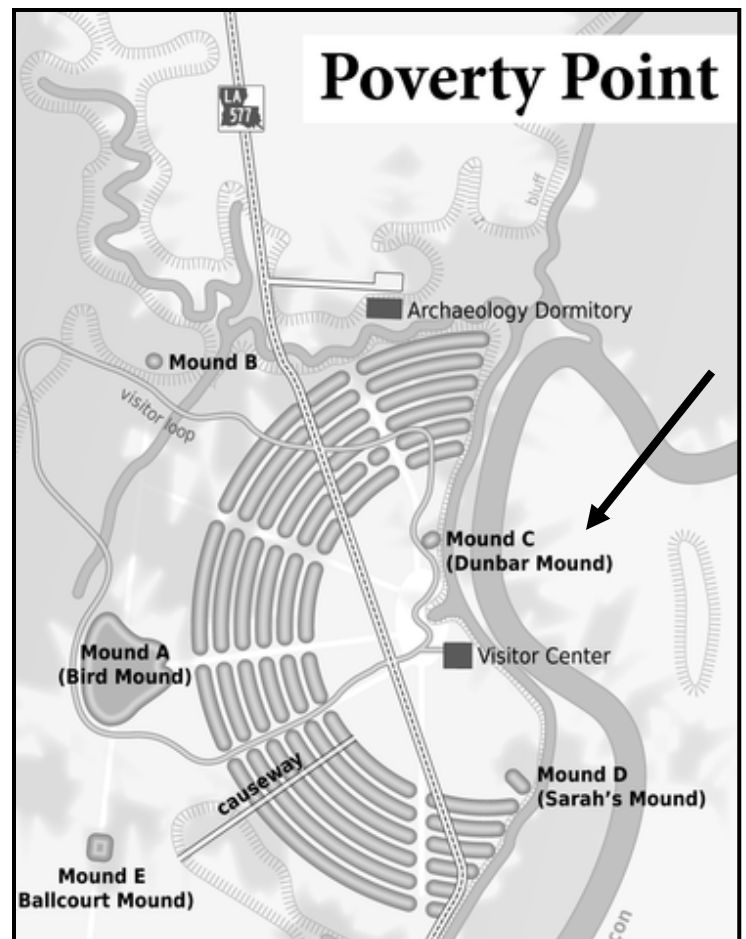 Poverty Point
LA
577
bluff
Archaeology Dormitory
Mound B
visitor loop
Mound C
(Dunbar Mound)
Mound A
(Bird Mound)
Visitor Center
Mound D
(Sarah's Mound)
causeway
Mound E
Ballcourt Mound)
con